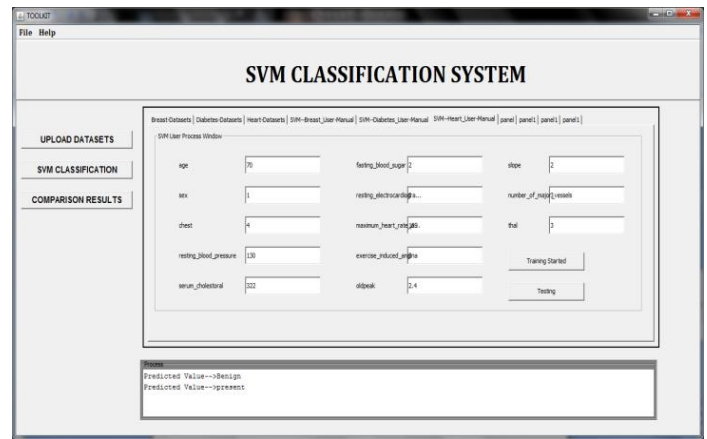 TOOLKIT
File Help
SVM CLASSIFICATION SYSTEM
UPLOAD DATASETS
SVM CLASSIFICATION
COMPARISON RESULTS
Breast-Datasets | Diabetes-Datasets | Heart-Datasets | SVM--Breast_User-Manual | SVM--Diabetes_User-Manual SVM--Heart_User-Manual | panel | panel1 | panel1 | panel1 |
SVM User Process Window
age 70 fasting_blood_sugar 2 slope 2
sex 1 resting_electrocardiogra... number_of_major_vessels
chest 4 maximum_heart_rate thal 3
resting_blood_pressure 130 exercise_induced_angina Training Started
serum_cholestoral 322 oldpeak 2.4 Testing
Process
Predicted Value-->Benign
Predicted Value-->present